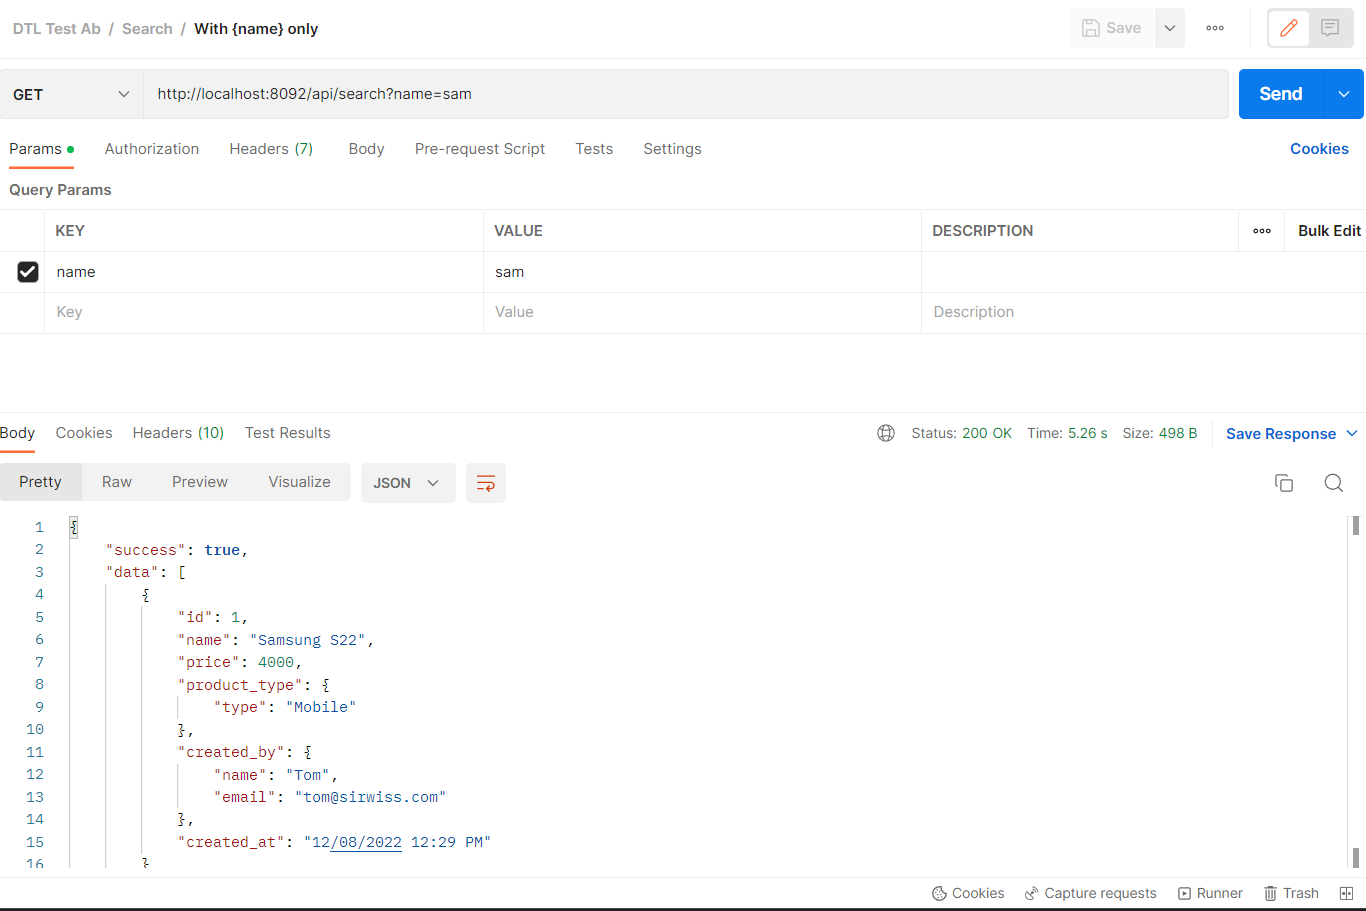 DTL Test Ab / Search / With {name} only
Save
GET http://localhost:8092/api/search?name=sam Send
Params Authorization Headers (7) Body Pre-request Script Tests Settings Cookies
Query Params
KEY VALUE DESCRIPTION Bulk Edit
name sam
Key Value Description
Body Cookies Headers (10) Test Results Status: 200 OK Time: 5.26 s Size: 498 B Save Response
Pretty Raw Preview Visualize JSON
1 {
2 "success": true,
3 "data": [
4 {
5 "id": 1,
6 "name": "Samsung S22",
7 "price": 4000,
8 "product_type": {
9 "type": "Mobile"
10 },
11 "created_by": {
12 "name": "Tom",
13 "email": "tom@sirwiss.com"
14 },
15 "created_at": "12/08/2022 12:29 PM"
16 }
Cookies Capture requests Runner Trash